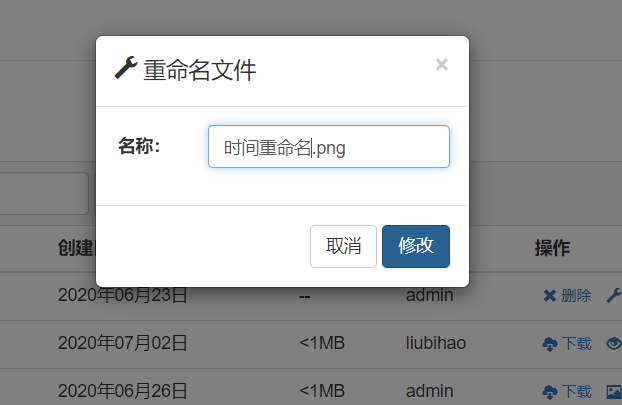 重命名文件 ×
名称: 时间重命名.png
取消 修改
创建 操作
2020年06月23日 -- admin 删除
2020年07月02日 <1MB liubihao 下载
2020年06月26日 <1MB admin 下载